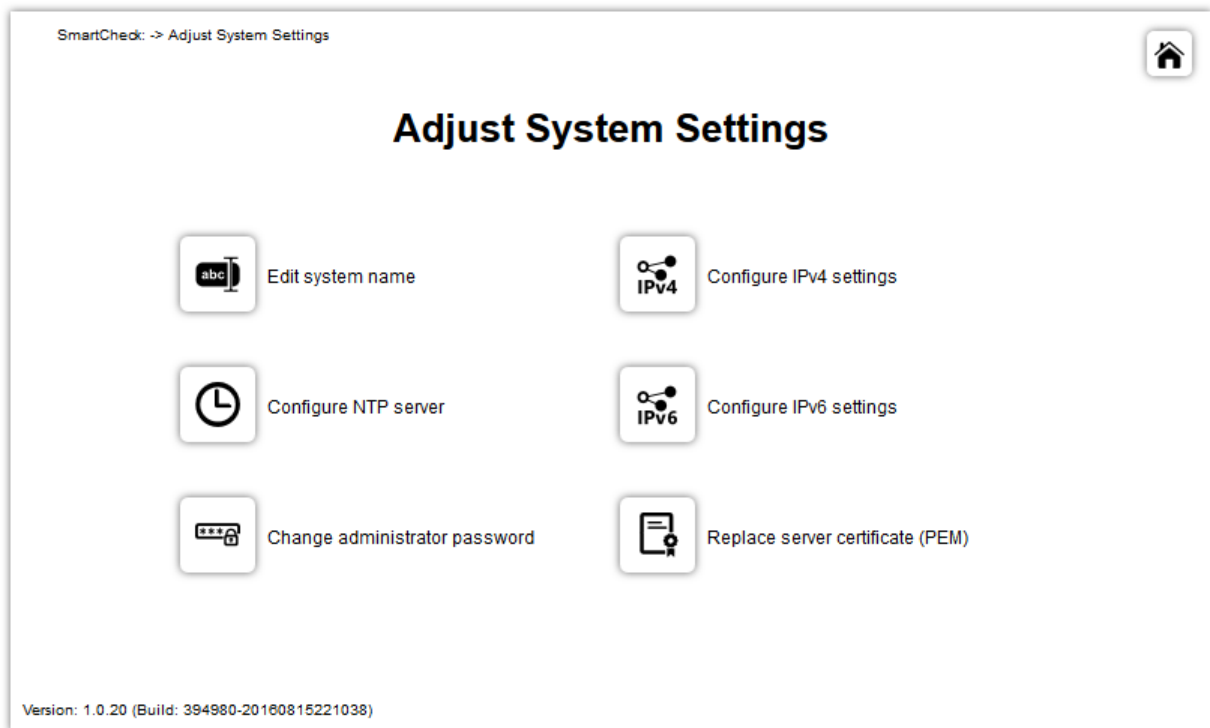 SmartCheck: -> Adjust System Settings
Adjust System Settings
abc
Edit system name
IPv4
Configure IPv4 settings
Configure NTP server
IPv6
Configure IPv6 settings
***
Change administrator password
Replace server certificate (PEM)
Version: 1.0.20 (Build: 394980-20160815221038)